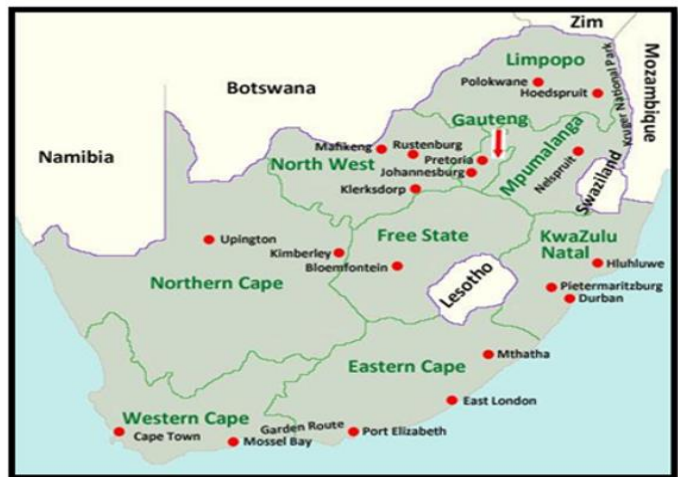 Zim
Limpopo
Polokwane
Hoedspruit
Kruger National Park
Mozambique
Botswana
Namibia
Gauteng
Mafikeng
Rustenburg
North West
Pretoria
Johannesburg
Klerksdorp
Mpumalanga
Nelspruit
Swaziland
Upington
Kimberley
Free State
Bloemfontein
KwaZulu
Natal
Hluhluwe
Northern Cape
Lesotho
Pietermaritzburg
Durban
Mthatha
Eastern Cape
East London
Western Cape
Garden Route
Cape Town
Mossel Bay
Port Elizabeth